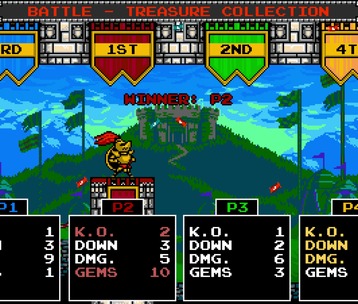 BATTLE - TREASURE COLLECTION
RD 1ST 2ND 4T
WINNER: P2
P1 P2 P3 P4
1 K.O. 2 K.O. 1 K.O.
3 DOWN 3 DOWN 2 DOWN
9 DMG. 5 DMG. 6 DMG.
1 GEMS 10 GEMS 3 GEMS